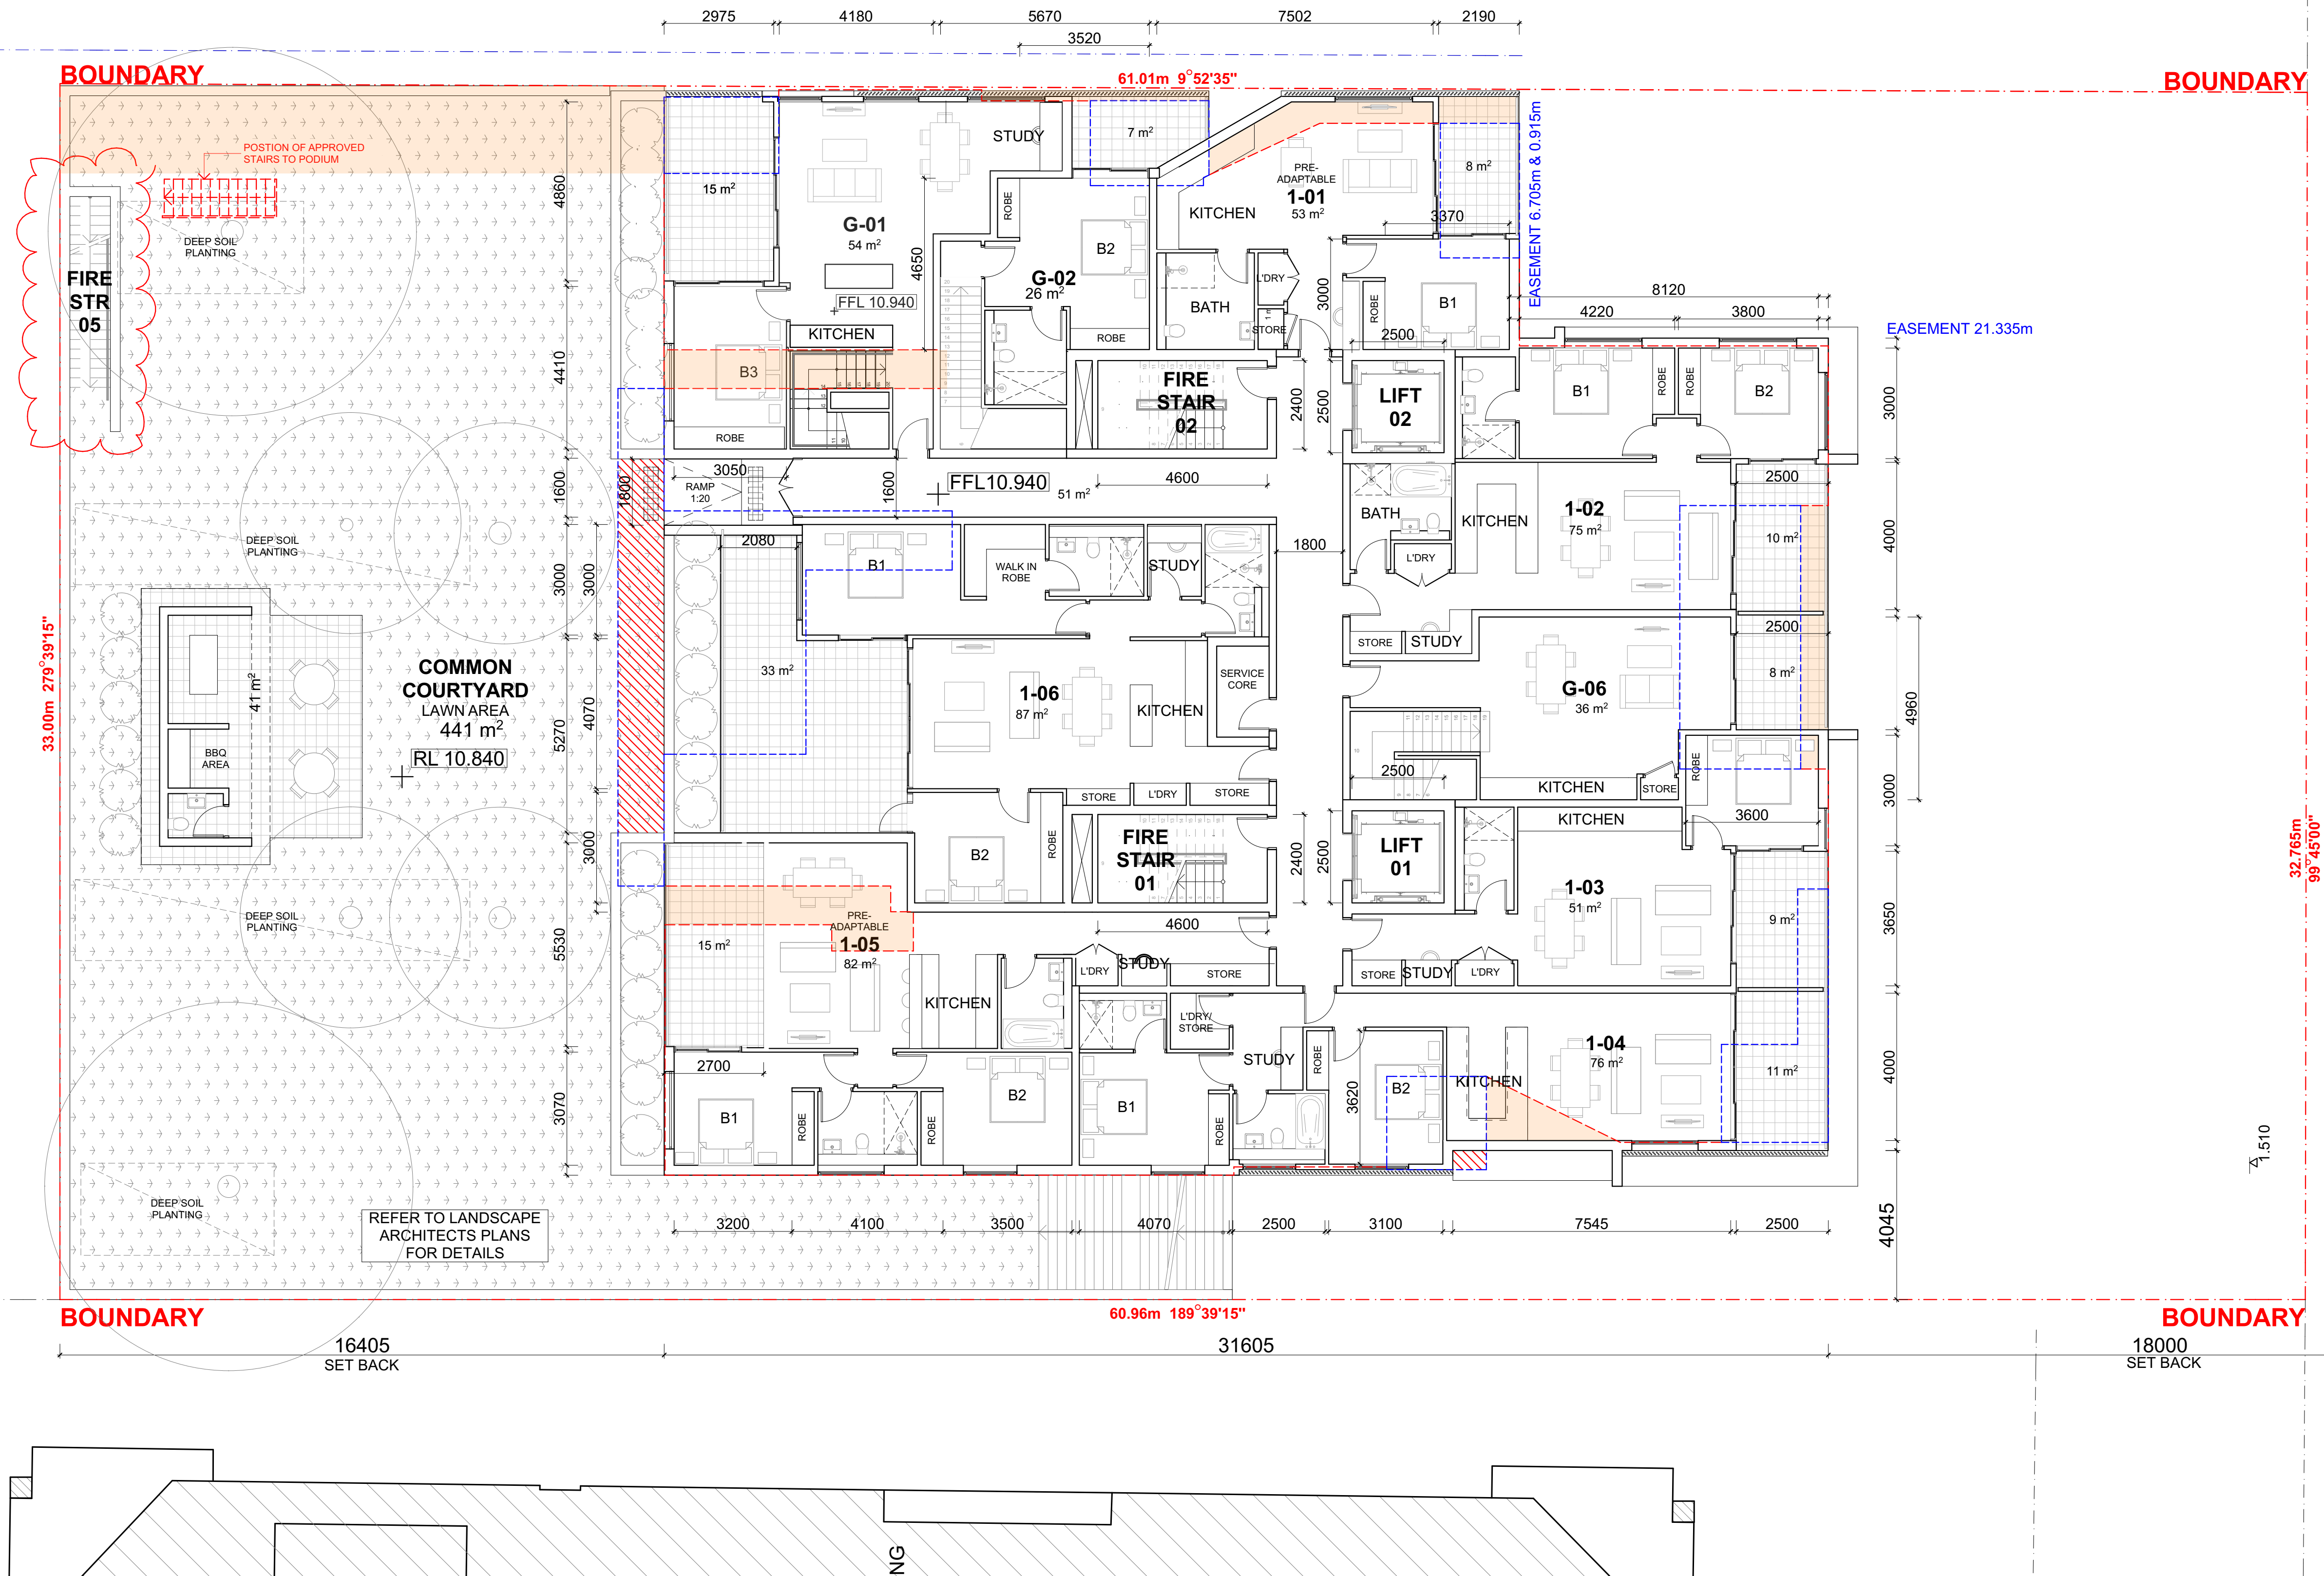 2975
4180
5670
7502
2190
3520
BOUNDARY
61.01m 9°52'35"
BOUNDARY
POSTION OF APPROVED
STAIRS TO PODIUM
DEEP SOIL
PLANTING
FIRE
STR
05
4860
4410
15 m²
STUDY
G-01
54 m²
4650
FFL 10.940
KITCHEN
B3
ROBE
7 m²
ROBE
B2
G-02
26 m²
ROBE
PRE-
ADAPTABLE
1-01
53 m²
KITCHEN
3370
8 m²
EASEMENT 6.705m & 0.915m
BATH
L'DRY
STORE
3000
ROBE
B1
2500
8120
4220
3800
EASEMENT 21.335m
FIRE
STAIR
02
2400
2500
LIFT
02
B1
ROBE
ROBE
B2
3000
1600
1800
3050
RAMP
1:20
1600
FFL10.940
51 m²
4600
BATH
KITCHEN
1-02
75 m²
2500
10 m²
4000
DEEP SOIL
PLANTING
3000
3000
2080
B1
WALK IN
ROBE
STUDY
1800
L'DRY
STORE
STUDY
2500
8 m²
33.00m 279°39'15"
COMMON
COURTYARD
LAWN AREA
441 m²
RL 10.840
41 m²
BBQ
AREA
5270
4070
33 m²
1-06
87 m²
KITCHEN
SERVICE
CORE
G-06
36 m²
4960
2500
KITCHEN
STORE
ROBE
3000
STORE
L'DRY
STORE
3600
32.765m
99°45'00"
3000
B2
ROBE
FIRE
STAIR
01
2400
2500
LIFT
01
KITCHEN
1-03
51 m²
9 m²
3650
DEEP SOIL
PLANTING
5530
15 m²
PRE-
ADAPTABLE
1-05
82 m²
KITCHEN
4600
L'DRY
STUDY
STORE
STORE
STUDY
L'DRY
L'DRY/
STORE
STUDY
ROBE
3620
B2
KITCHEN
1-04
76 m²
11 m²
4000
3070
2700
B1
ROBE
ROBE
B2
B1
ROBE
1.510
DEEP SOIL
PLANTING
REFER TO LANDSCAPE
ARCHITECTS PLANS
FOR DETAILS
3200
4100
3500
4070
2500
3100
7545
2500
4045
BOUNDARY
60.96m 189°39'15"
BOUNDARY
16405
SET BACK
31605
18000
SET BACK